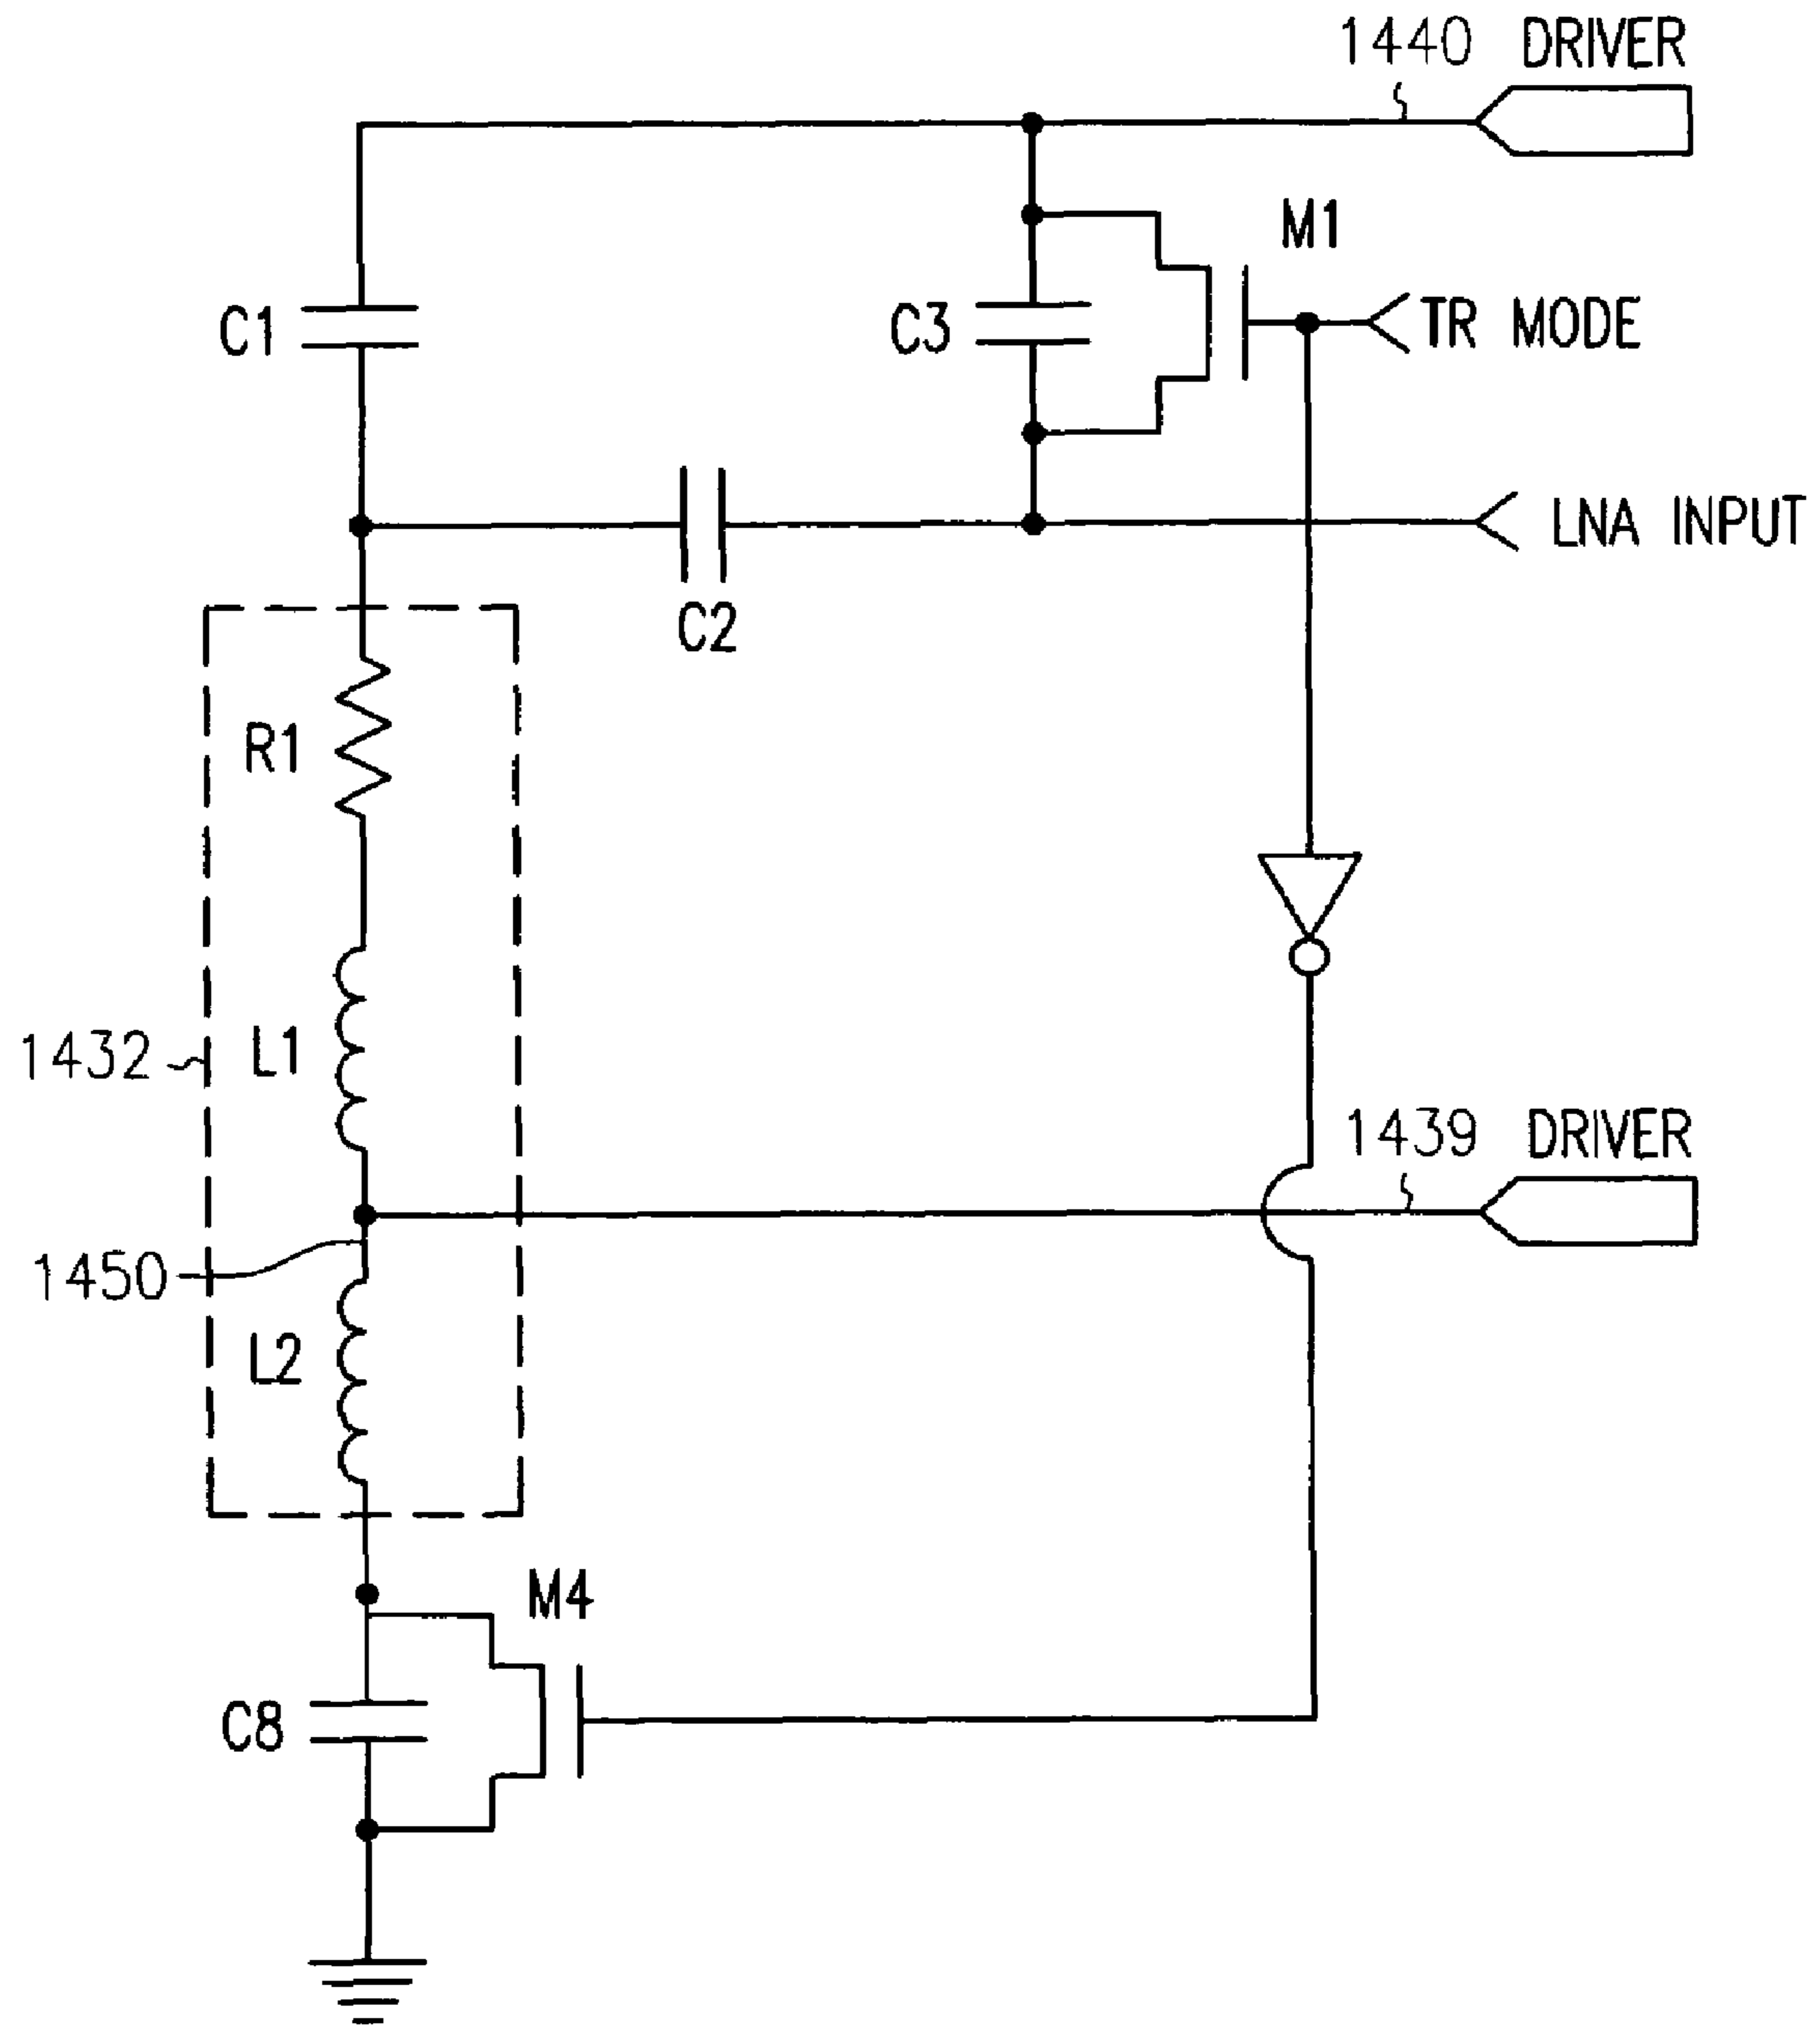 1440 DRIVER
M1
C1
C3
TR MODE
LNA INPUT
C2
R1
1432
L1
1439 DRIVER
1450
L2
M4
C8